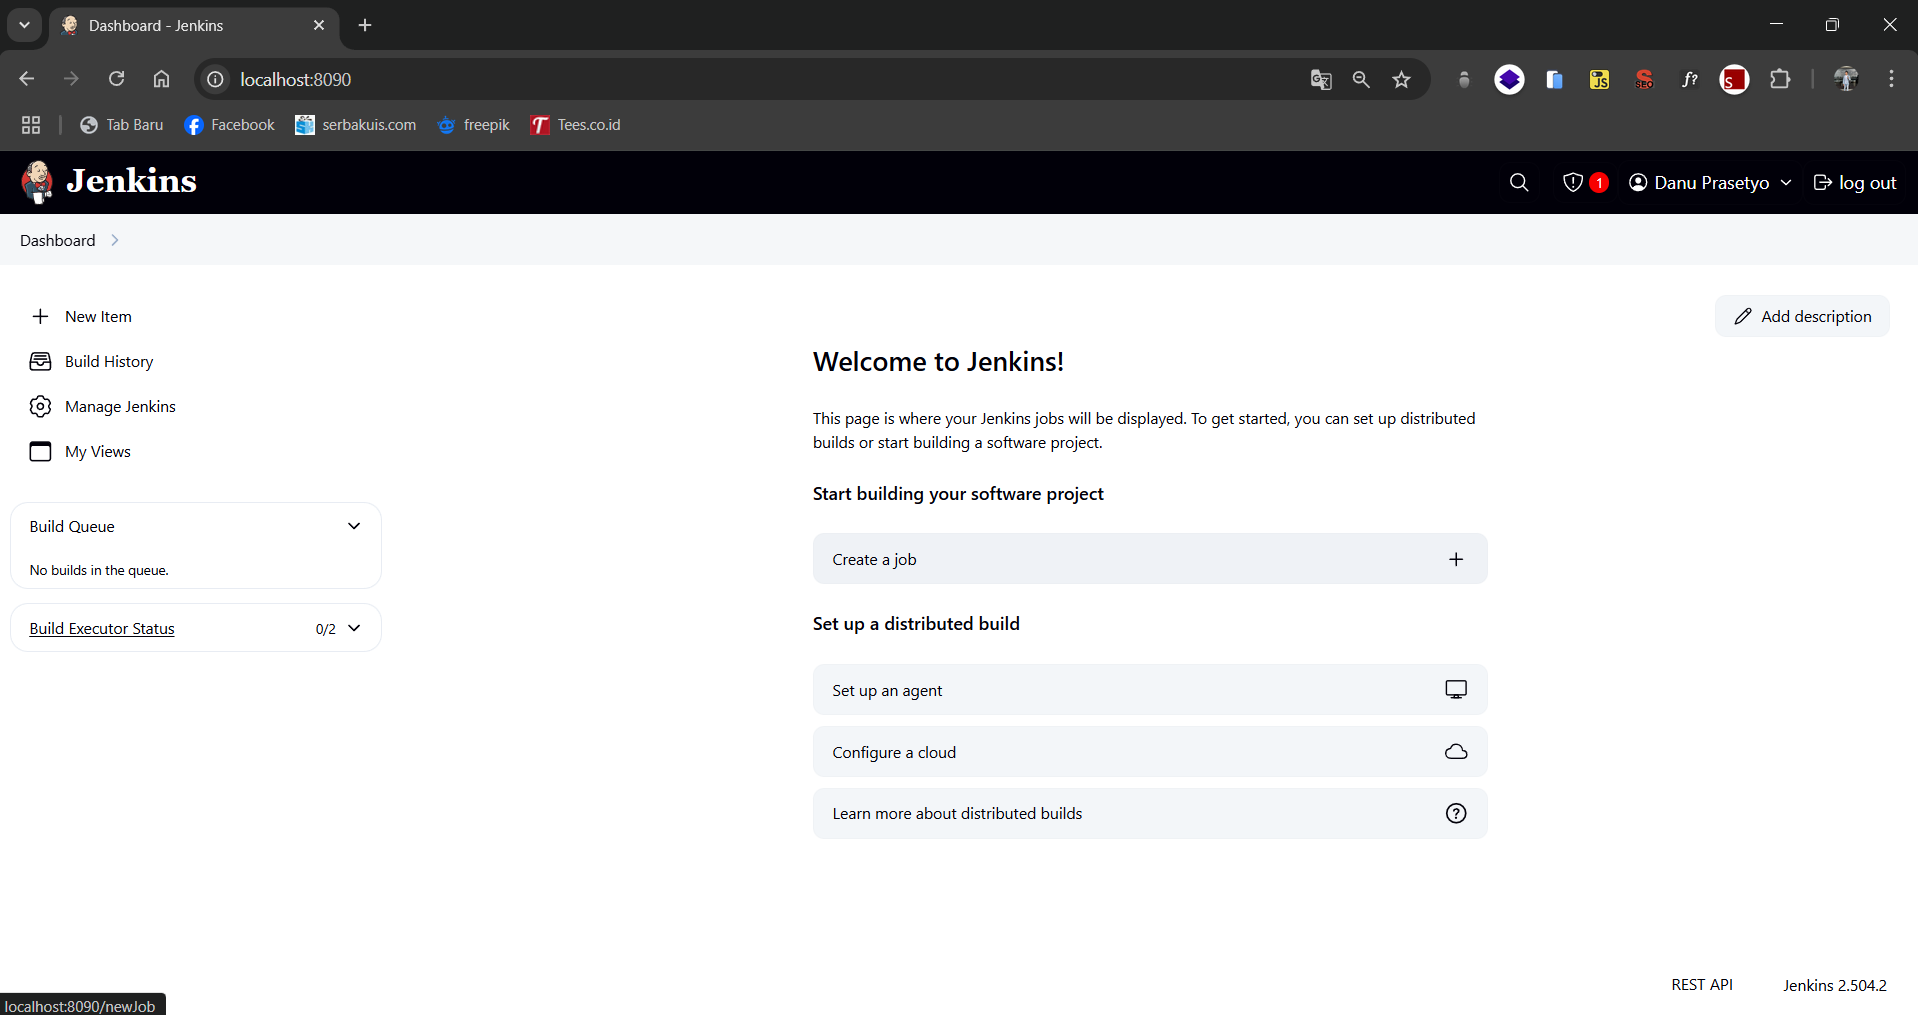 Dashboard - Jenkins
localhost:8090
Tab Baru
Facebook
serbakuis.com
freepik
T Tees.co.id
JS
SEO
f?
S
Jenkins
1
Danu Prasetyo
log out
Dashboard
New Item
Build History
Manage Jenkins
My Views
Build Queue
No builds in the queue.
Build Executor Status 0/2
Add description
Welcome to Jenkins!
This page is where your Jenkins jobs will be displayed. To get started, you can set up distributed
builds or start building a software project.
Start building your software project
Create a job
Set up a distributed build
Set up an agent
Configure a cloud
Learn more about distributed builds
REST API
Jenkins 2.504.2
localhost:8090/newJob